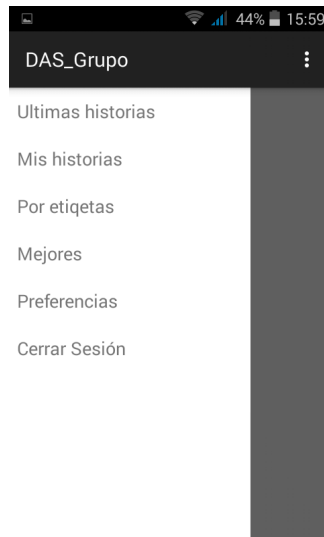 44% 15:59
DAS_Grupo
Ultimas historias
Mis historias
Por etiqetas
Mejores
Preferencias
Cerrar Sesión